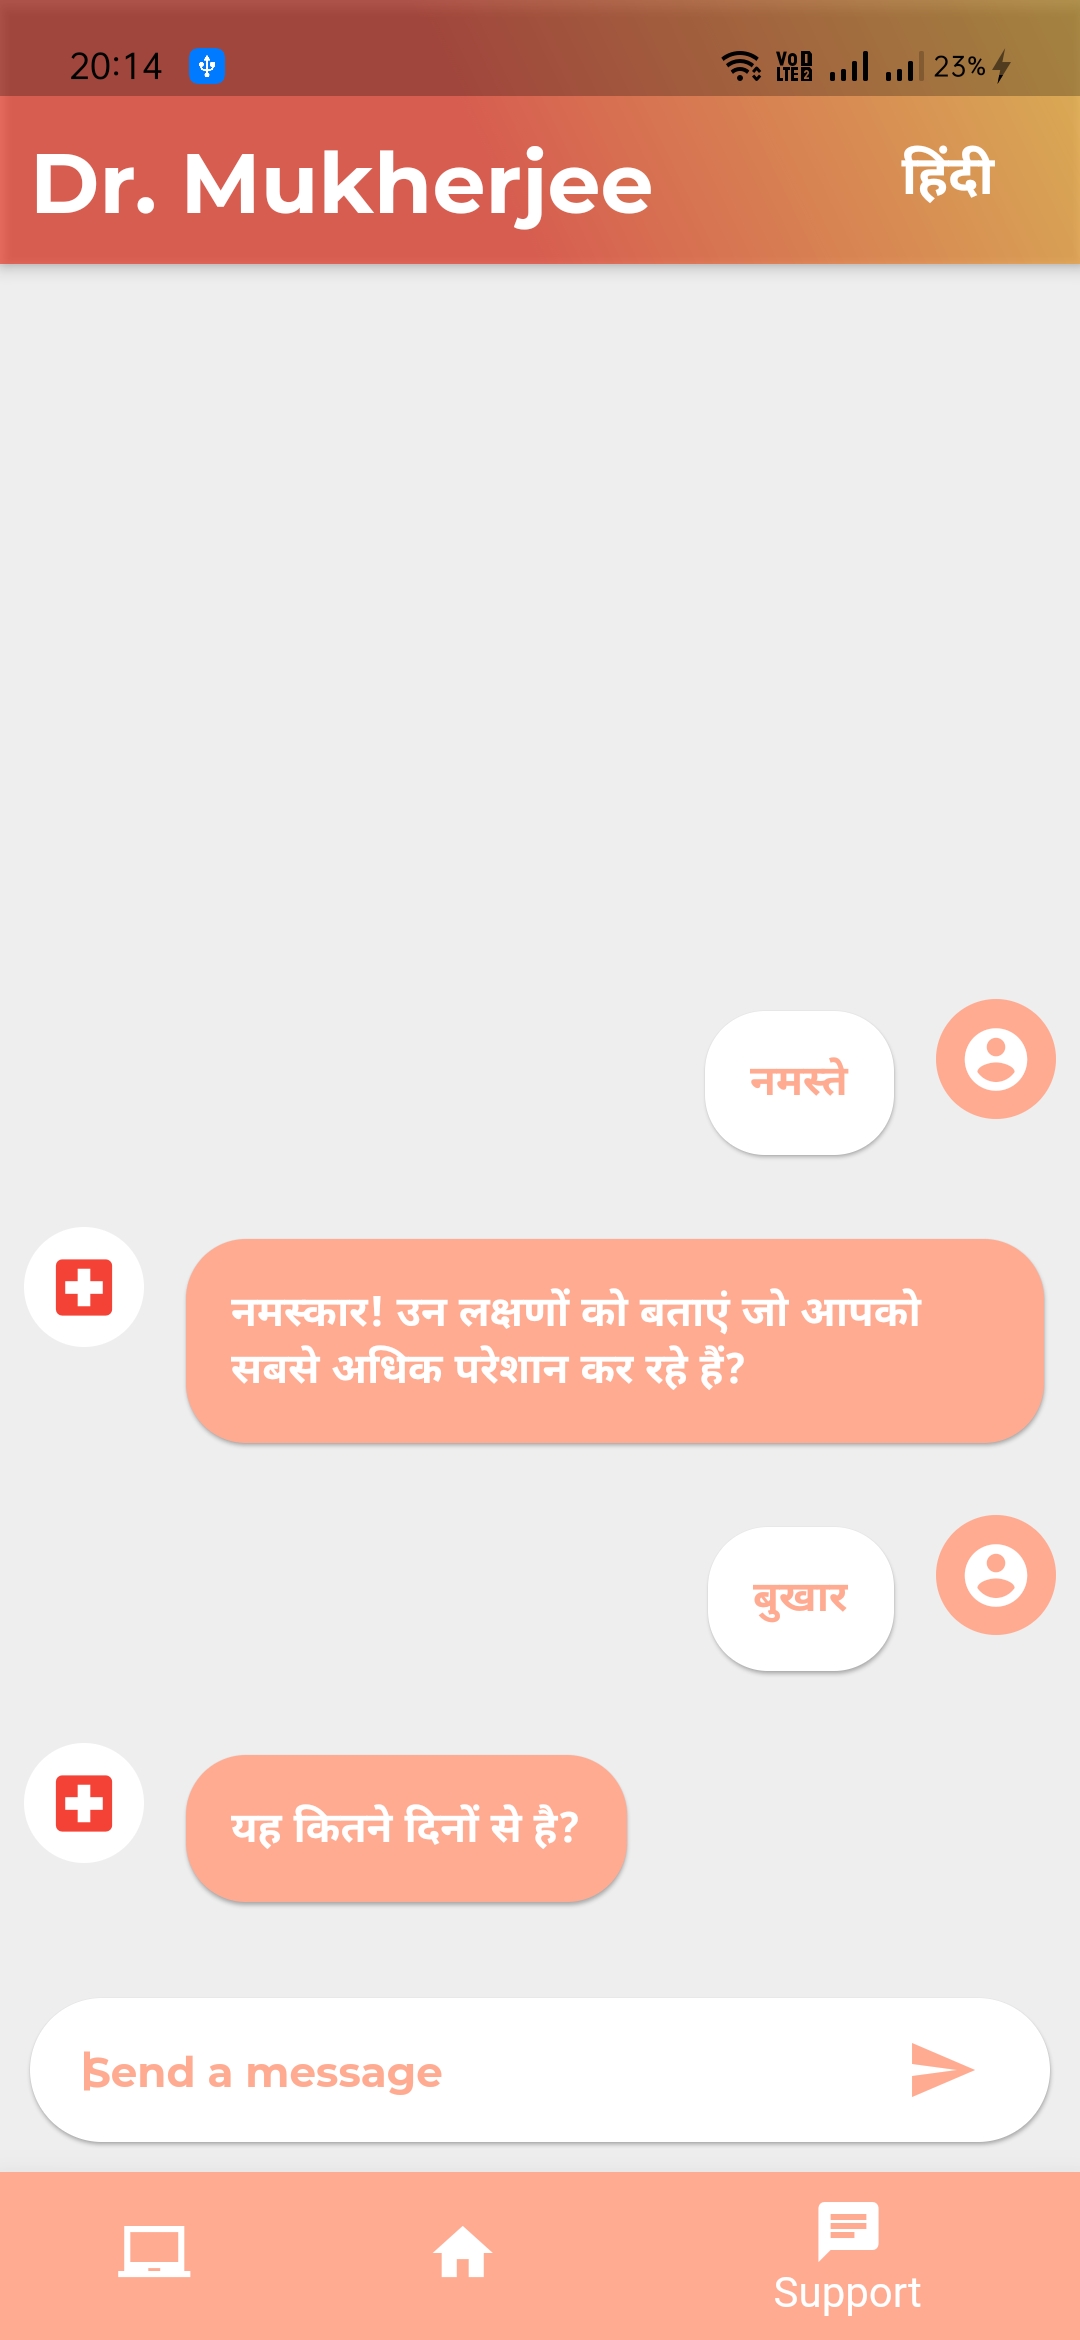 20:14
VoD LTE2 23%
Dr. Mukherjee
हिंदी
नमस्ते
नमस्कार! उन लक्षणों को बताएं जो आपको
सबसे अधिक परेशान कर रहे हैं?
बुखार
यह कितने दिनों से है?
Send a message
Support